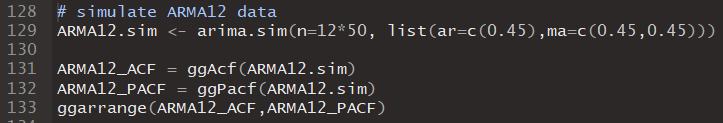 128 # simulate ARMA12 data
129 ARMA12.sim <- arima.sim(n=12*50, list(ar=c(0.45),ma=c(0.45,0.45)))
130
131 ARMA12_ACF = ggAcf(ARMA12.sim)
132 ARMA12_PACF = ggPacf(ARMA12.sim)
133 ggarrange(ARMA12_ACF,ARMA12_PACF)